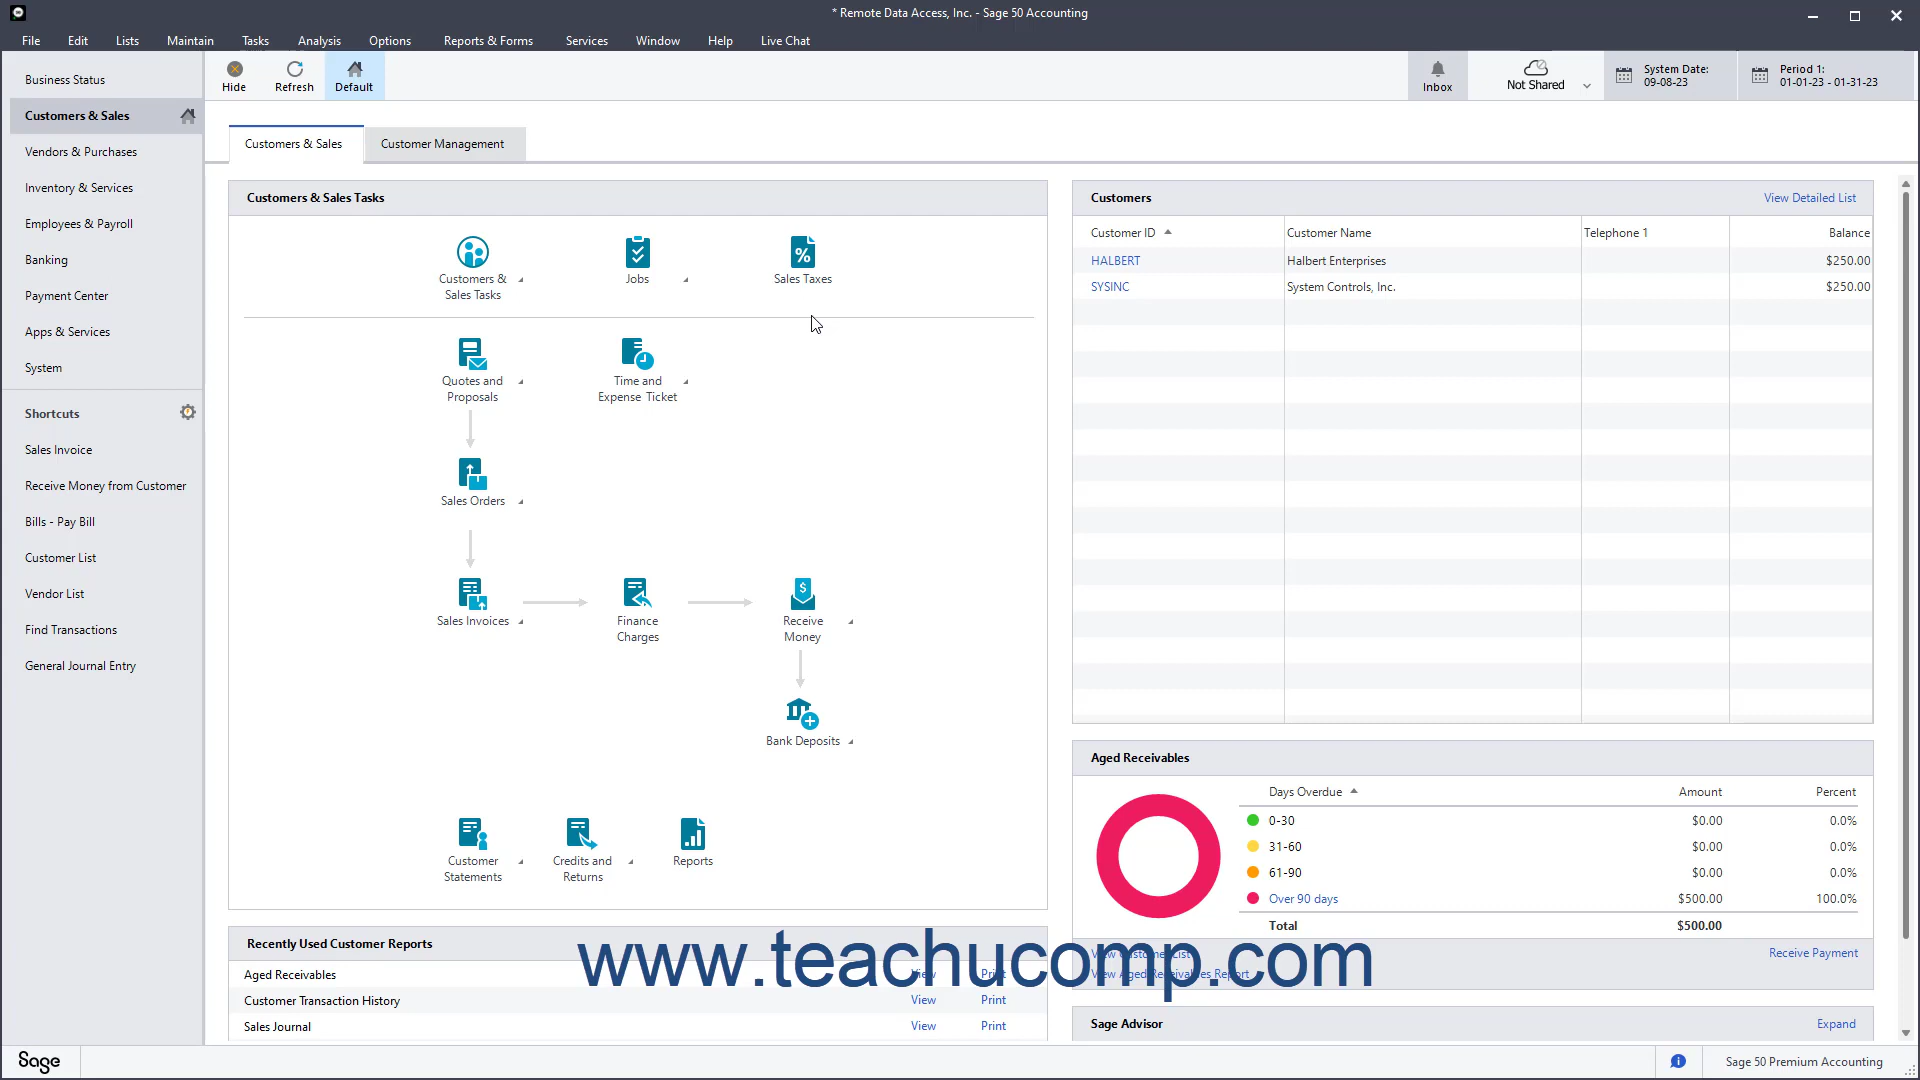 * Remote Data Access, Inc. - Sage 50 Accounting
File Edit Lists Maintain Tasks Analysis Options Reports & Forms Services Window Help Live Chat
Business Status
Customers & Sales
Vendors & Purchases
Inventory & Services
Employees & Payroll
Banking
Payment Center
Apps & Services
System
Shortcuts
Sales Invoice
Receive Money from Customer
Bills - Pay Bill
Customer List
Vendor List
Find Transactions
General Journal Entry
Hide Refresh Default
Inbox
Not Shared
System Date:
09-08-23
Period 1:
01-01-23 - 01-31-23
Customers & Sales Customer Management
Customers & Sales Tasks
Customers &
Sales Tasks
Jobs
Sales Taxes
Quotes and
Proposals
Time and
Expense Ticket
Sales Orders
Sales Invoices
Finance
Charges
Receive
Money
Bank Deposits
Customer
Statements
Credits and
Returns
Reports
Recently Used Customer Reports
Aged Receivables View Print
Customer Transaction History View Print
Sales Journal View Print
Customers View Detailed List
Customer ID Customer Name Telephone 1 Balance
HALBERT Halbert Enterprises $250.00
SYSINC System Controls, Inc. $250.00
Aged Receivables
Days Overdue Amount Percent
0-30 $0.00 0.0%
31-60 $0.00 0.0%
61-90 $0.00 0.0%
Over 90 days $500.00 100.0%
Total $500.00
View Customer List Receive Payment
View Aged Receivables Report
Sage Advisor Expand
www.teachucomp.com
Sage
Sage 50 Premium Accounting